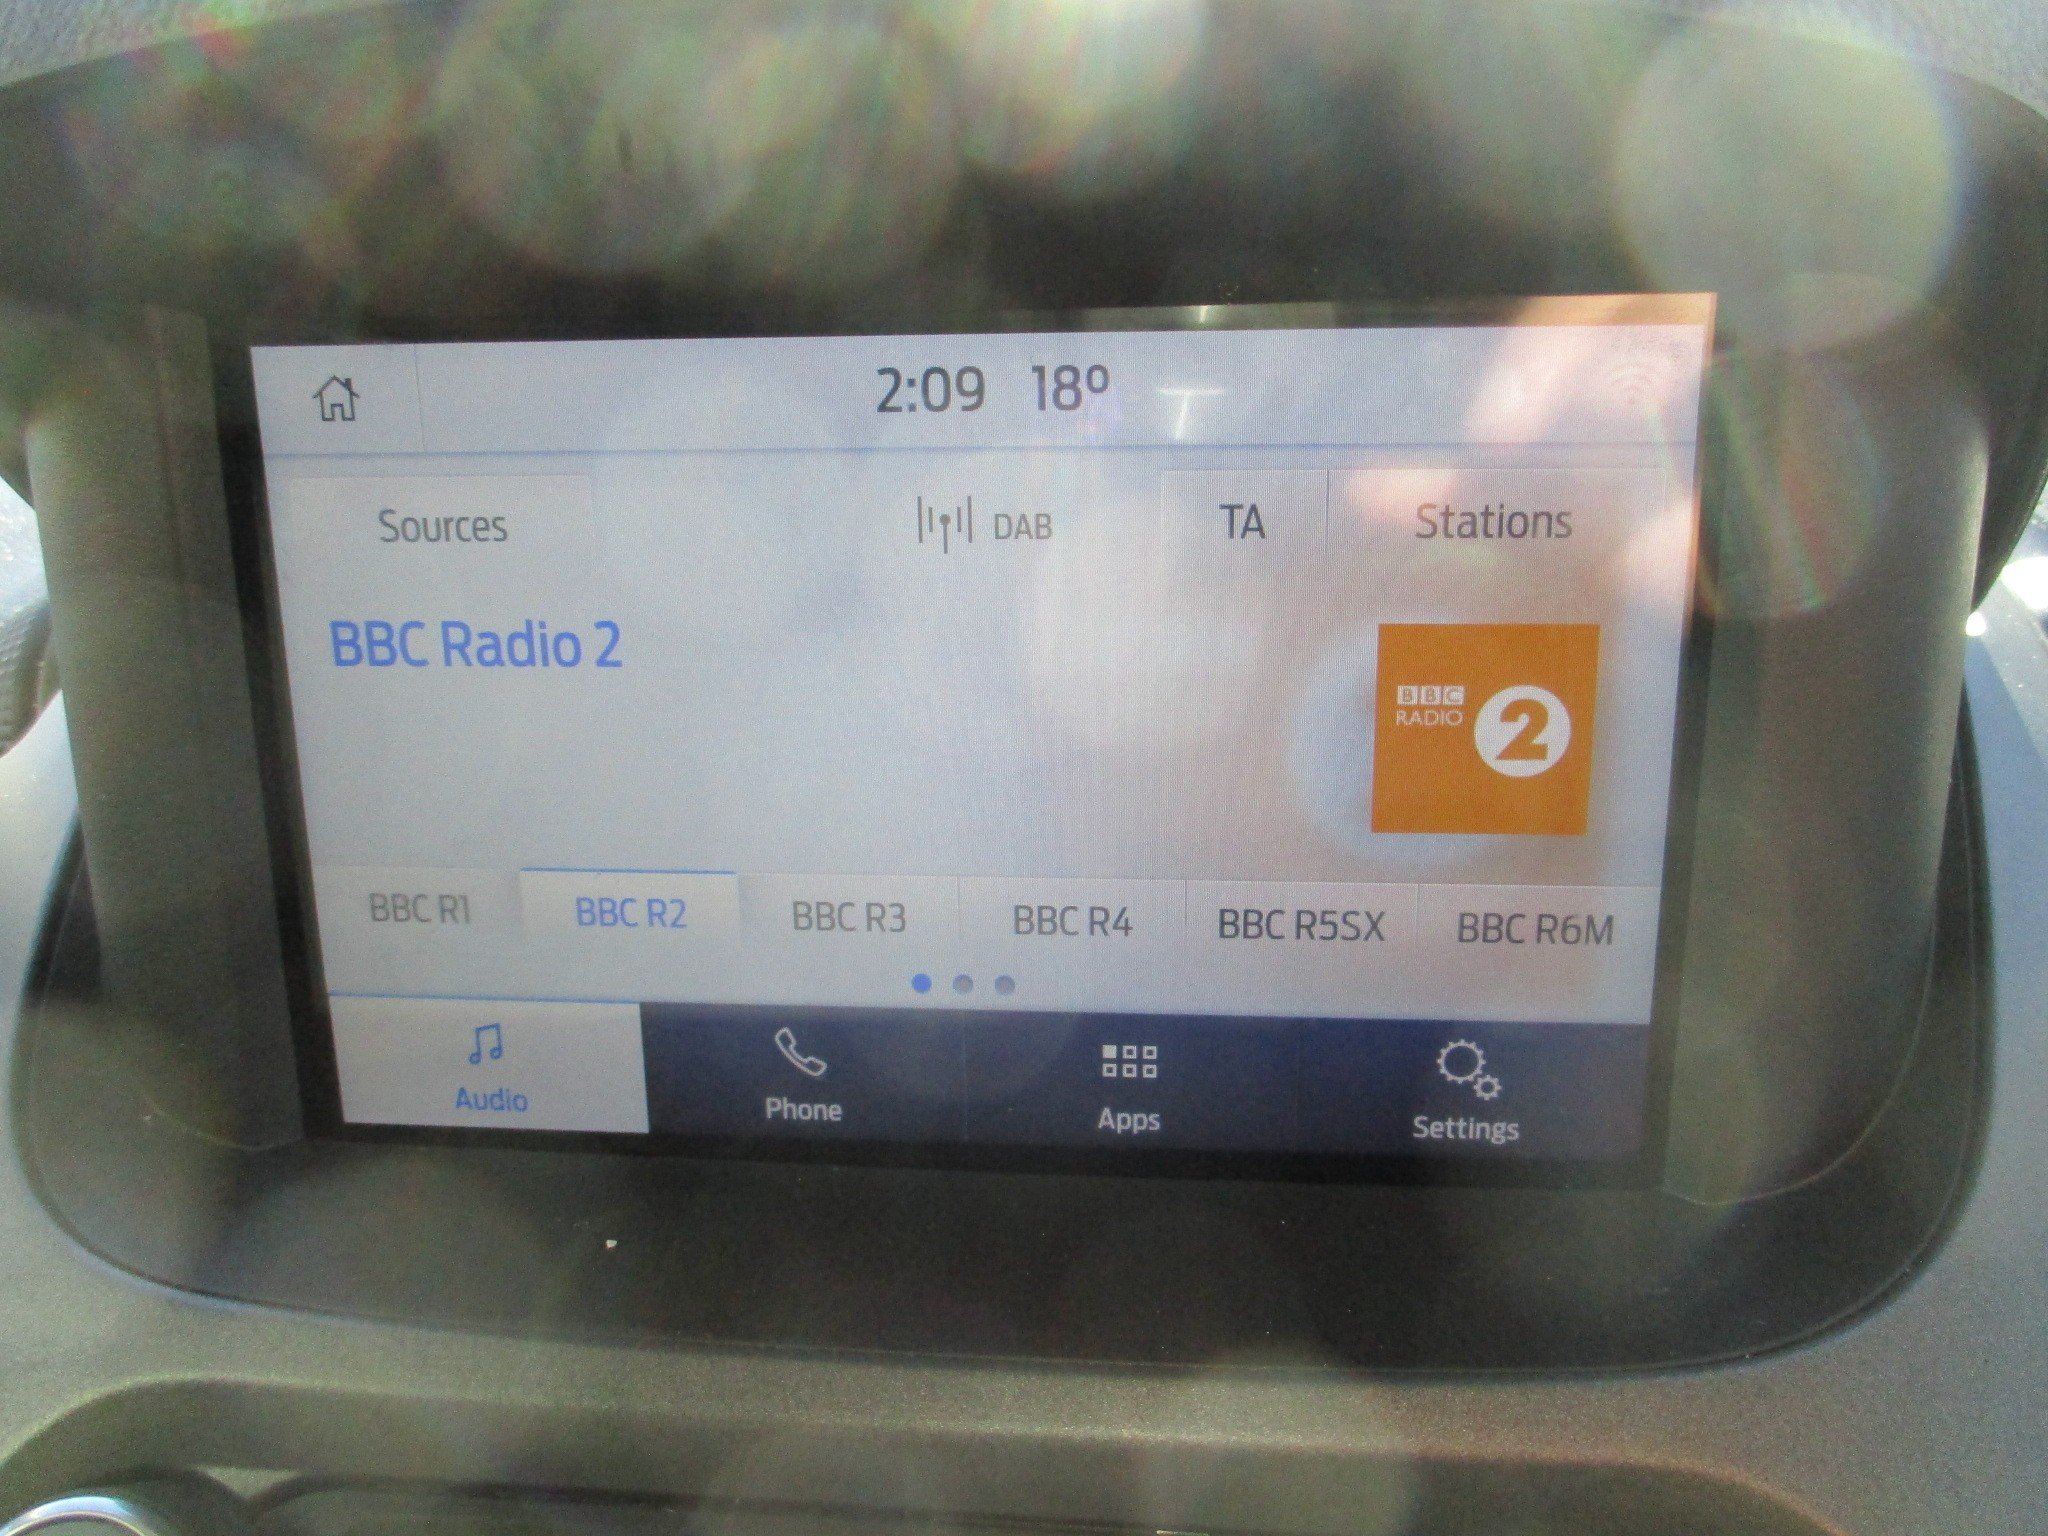 2:09 18º
Sources DAB TA Stations
BBC Radio 2
BBC
RADIO 2
BBC R1 BBC R2 BBC R3 BBC R4 BBC R5SX BBC R6M
Audio Phone Apps Settings